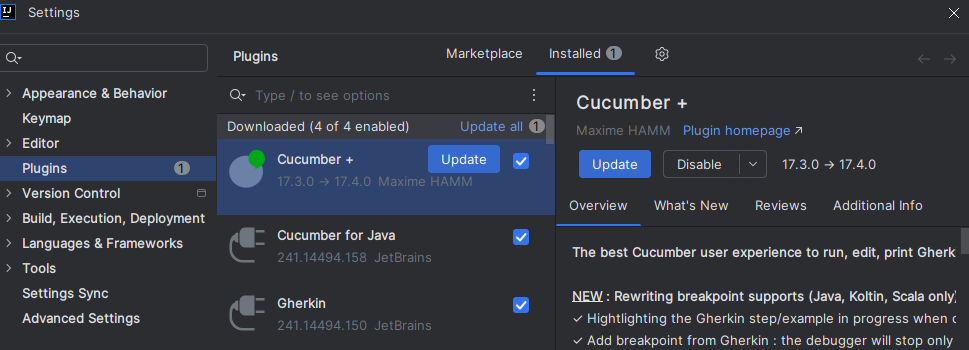 IJ Settings
Plugins Marketplace Installed 1
Type / to see options
Appearance & Behavior
Keymap
Editor
Plugins 1
Version Control
Build, Execution, Deployment
Languages & Frameworks
Tools
Settings Sync
Advanced Settings
Downloaded (4 of 4 enabled) Update all 1
Cucumber + Update
17.3.0 → 17.4.0 Maxime HAMM
Cucumber for Java
241.14494.158 JetBrains
Gherkin
241.14494.150 JetBrains
Cucumber +
Maxime HAMM Plugin homepage ↗
Update Disable 17.3.0 → 17.4.0
Overview What's New Reviews Additional Info
The best Cucumber user experience to run, edit, print Gherk
NEW : Rewriting breakpoint supports (Java, Koltin, Scala only)
✓ Hightlighting the Gherkin step/example in progress when
✓ Add breakpoint from Gherkin : the debugger will stop only